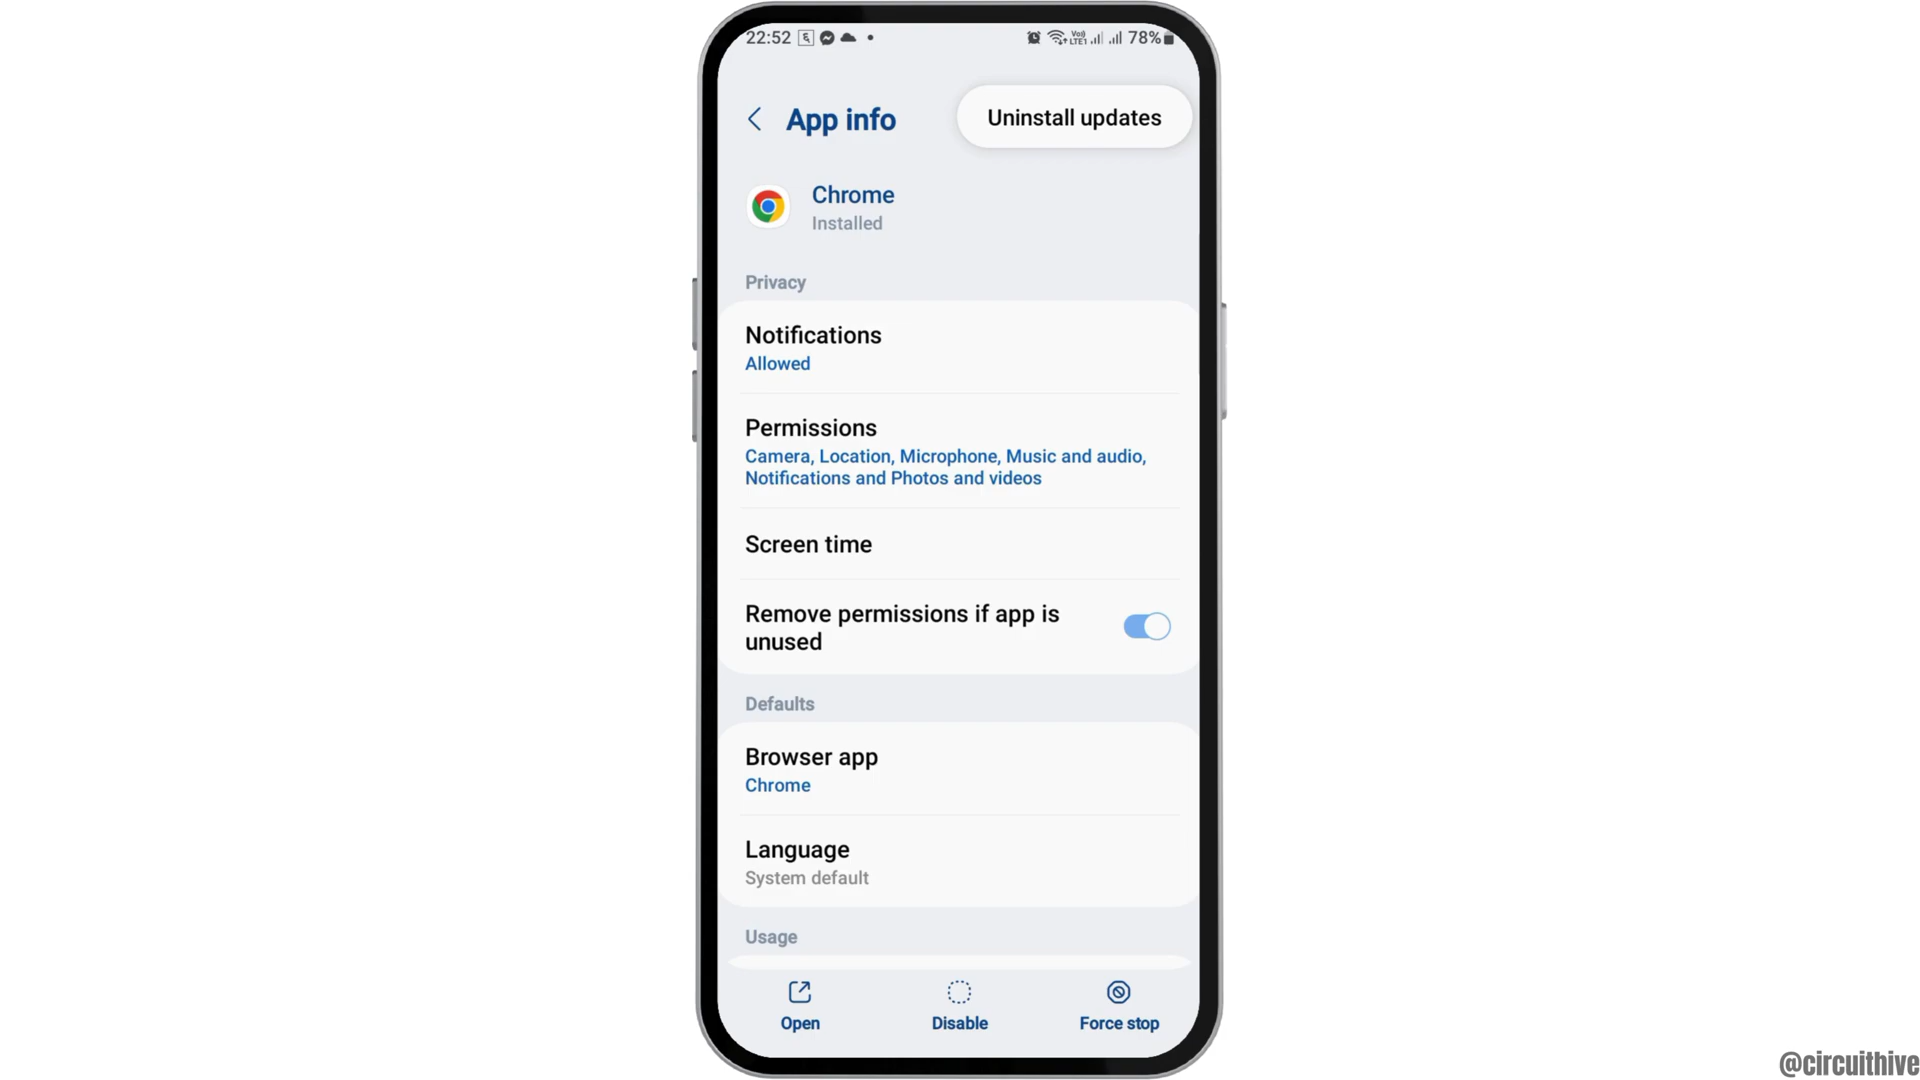 22:52 78%
Uninstall updates
App info
Chrome
Installed
Privacy
Notifications
Allowed
Permissions
Camera, Location, Microphone, Music and audio,
Notifications and Photos and videos
Screen time
Remove permissions if app is
unused
Defaults
Browser app
Chrome
Language
System default
Usage
Open Disable Force stop
@circuithive